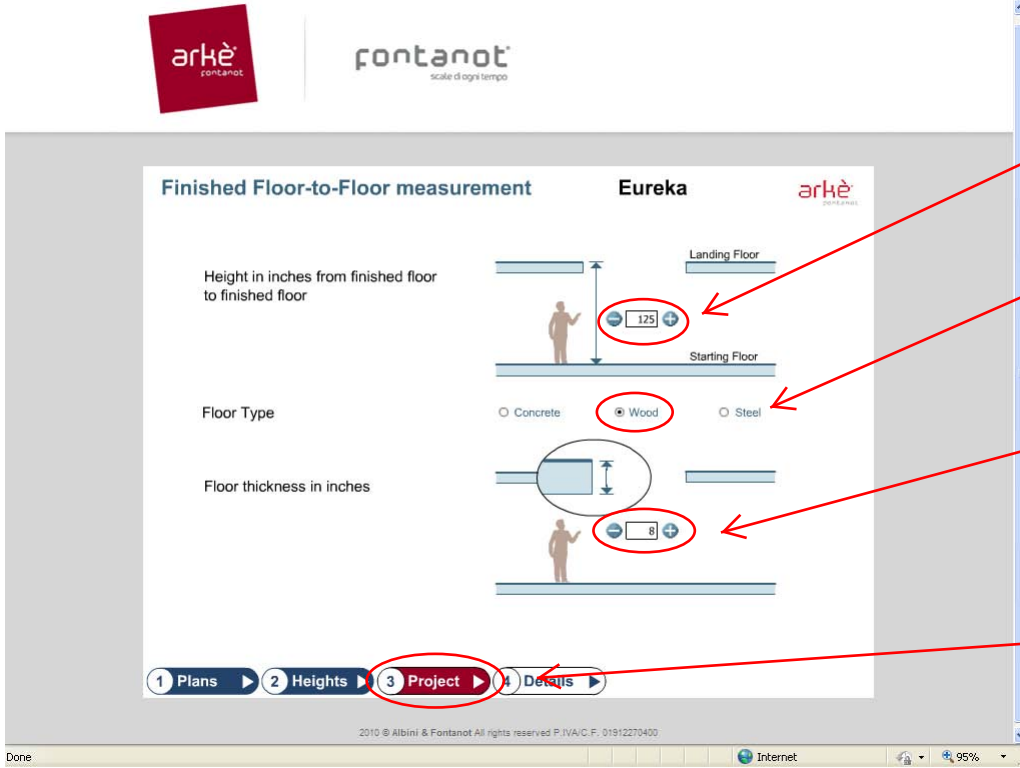 arkè
fontanot
fontanot
scale di ogni tempo
Finished Floor-to-Floor measurement
Eureka
arkè
fontanot
Height in inches from finished floor
to finished floor
Landing Floor
125
Starting Floor
Floor Type
Concrete
Wood
Steel
Floor thickness in inches
8
1 Plans
2 Heights
3 Project
4 Details
2010 © Albini & Fontanot All rights reserved P.IVA/C.F. 01912270400
Done
Internet
95%